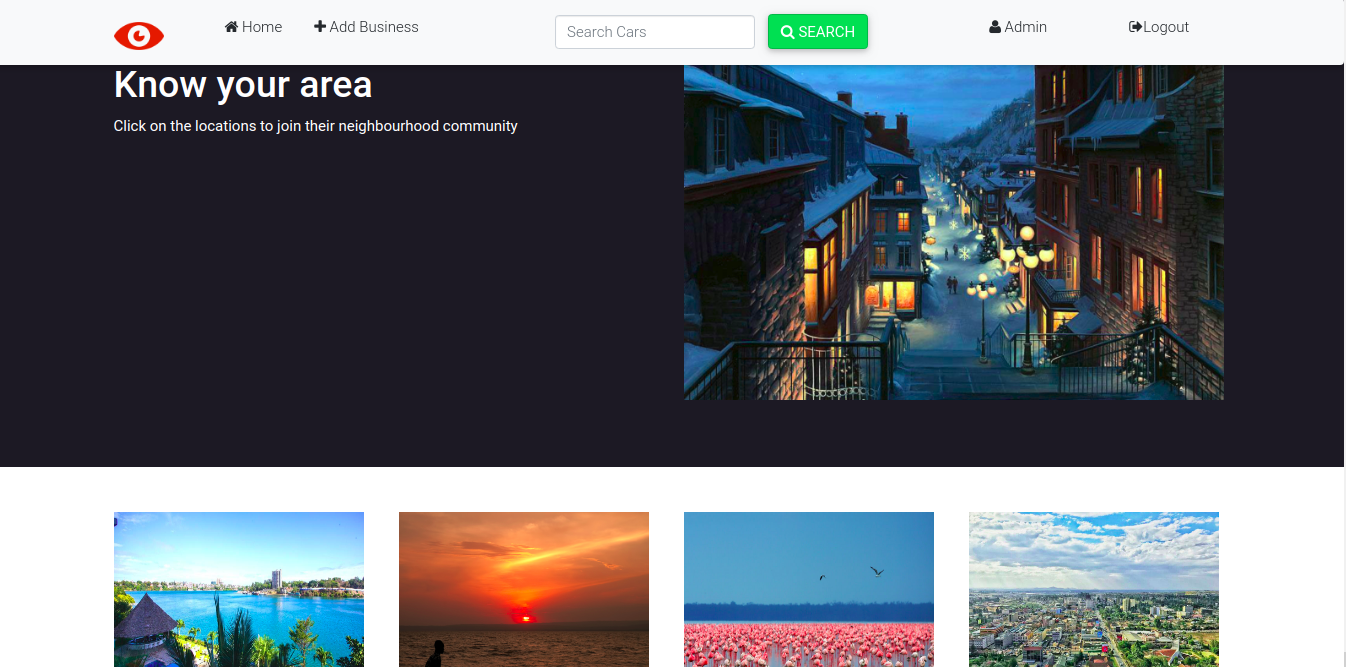 Home
Add Business
Search Cars
SEARCH
Admin
Logout
Know your area
Click on the locations to join their neighbourhood community